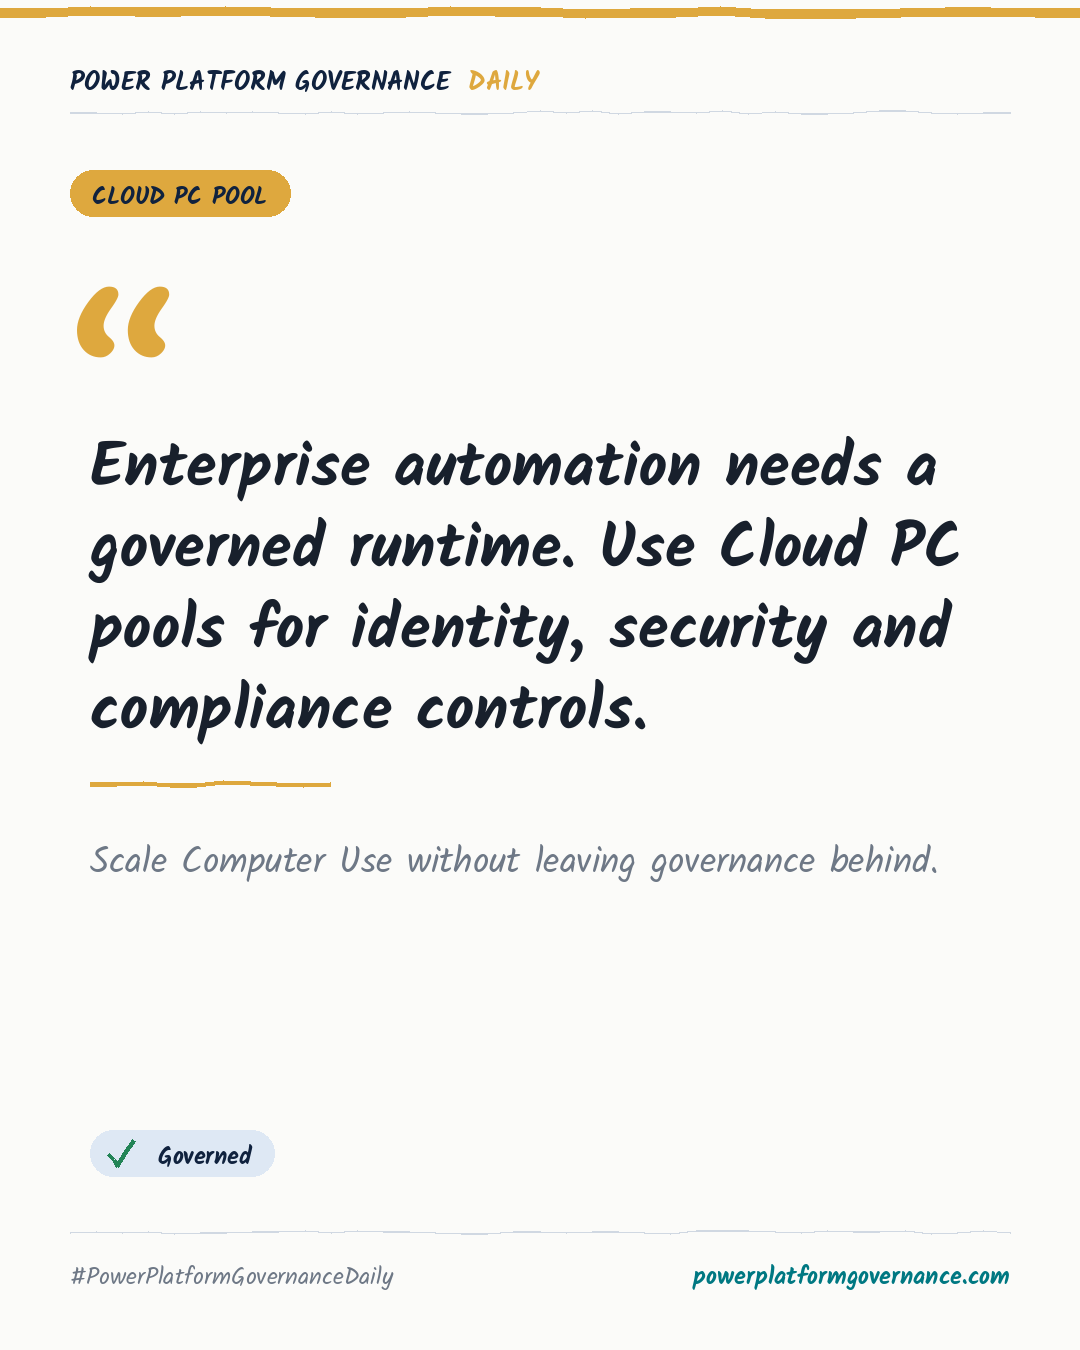 POWER PLATFORM GOVERNANCE DAILY
CLOUD PC POOL
“
Enterprise automation needs a
governed runtime. Use Cloud PC
pools for identity, security and
compliance controls.
Scale Computer Use without leaving governance behind.
✓ Governed
#PowerPlatformGovernanceDaily
powerplatformgovernance.com